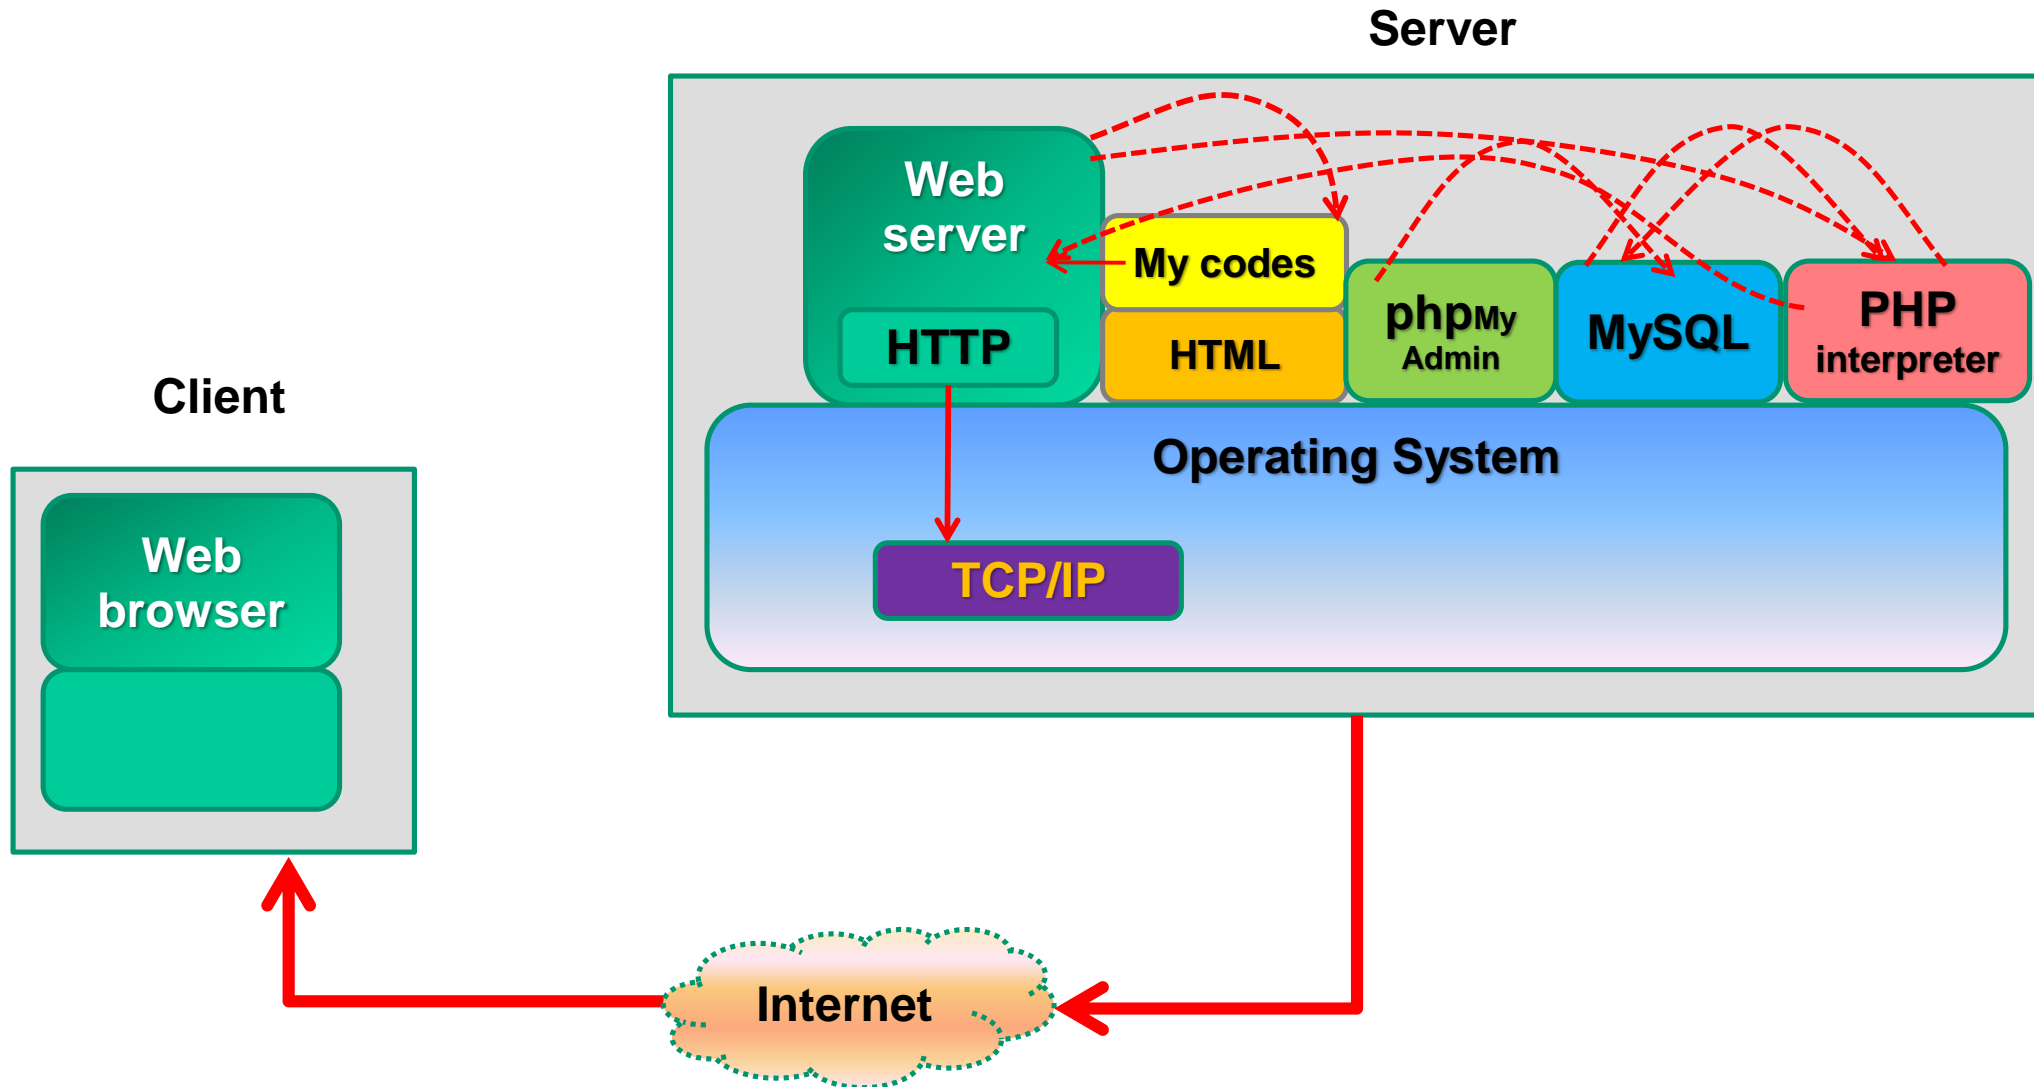 Server
Web
server
My codes
HTTP
HTML
phpMy
Admin
MySQL
PHP
interpreter
Client
Operating System
Web
browser
TCP/IP
Internet